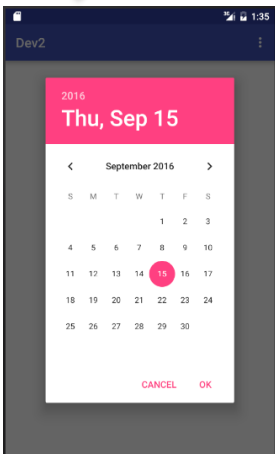 1:35
Dev2
2016
Thu, Sep 15
September 2016
S M T W T F S
1 2 3
4 5 6 7 8 9 10
11 12 13 14 15 16 17
18 19 20 21 22 23 24
25 26 27 28 29 30
CANCEL OK